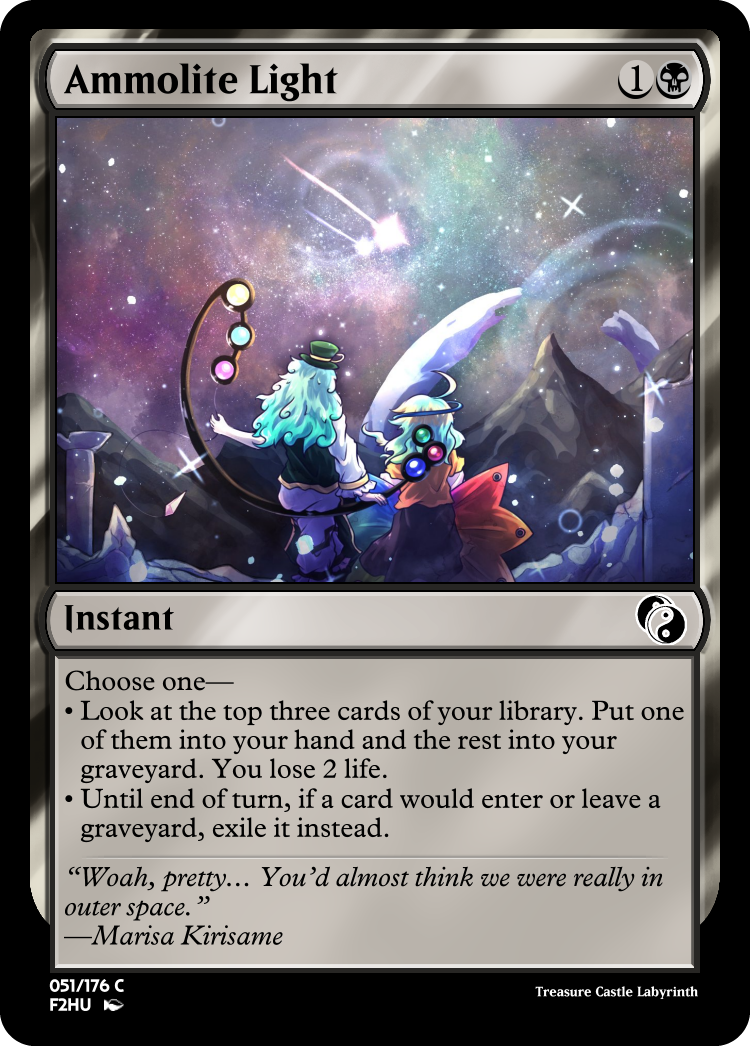 Ammolite Light
1
Instant
Choose one—
• Look at the top three cards of your library. Put one
of them into your hand and the rest into your
graveyard. You lose 2 life.
• Until end of turn, if a card would enter or leave a
graveyard, exile it instead.
“Woah, pretty… You’d almost think we were really in
outer space.”
—Marisa Kirisame
051/176 C
F2HU
Treasure Castle Labyrinth